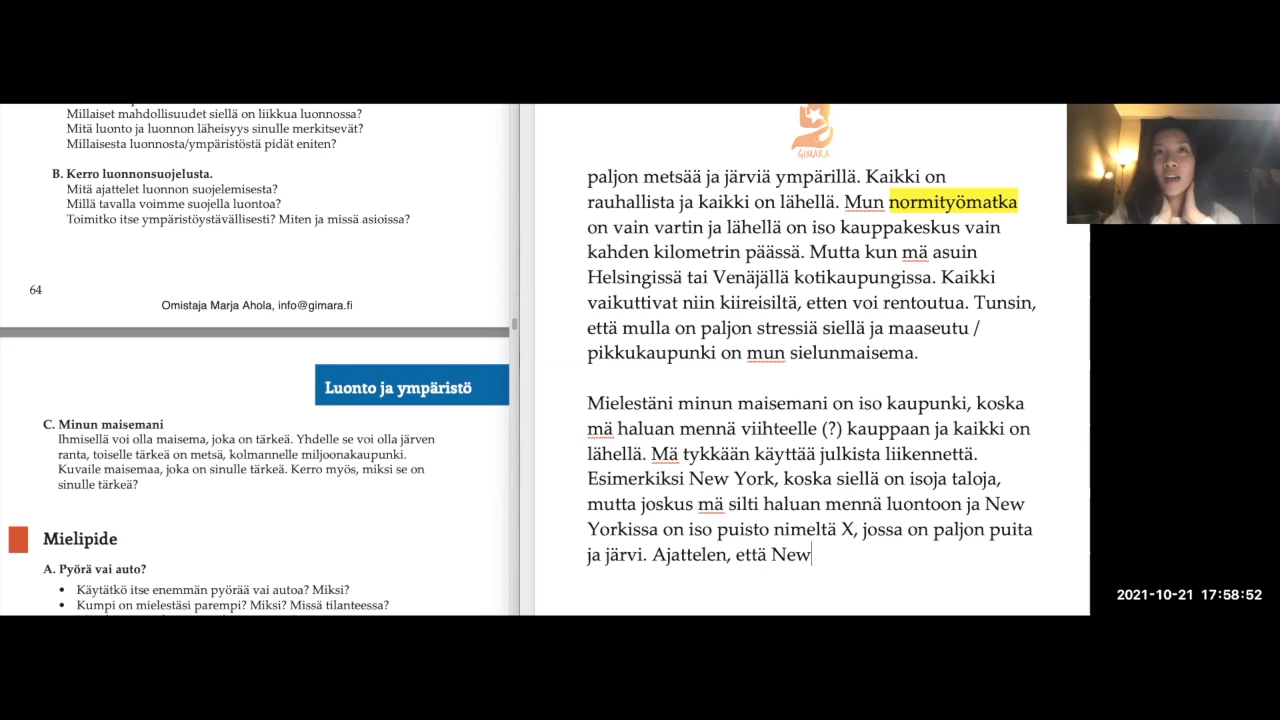 Millaiset mahdollisuudet siellä on liikkua luonnossa?
Mitä luonto ja luonnon läheisyys sinulle merkitsevät?
Millaisesta luonnosta/ympäristöstä pidät eniten?
B. Kerro luonnonsuojelusta.
Mitä ajattelet luonnon suojelemisesta?
Millä tavalla voimme suojella luontoa?
Toimitko itse ympäristöystävällisesti? Miten ja missä asioissa?
64
Omistaja Marja Ahola, info@gimara.fi
Luonto ja ympäristö
C. Minun maisemani
Ihmisellä voi olla maisema, joka on tärkeä. Yhdelle se voi olla järven
ranta, toiselle tärkeä on metsä, kolmannelle miljoonakaupunki.
Kuvaile maisemaa, joka on sinulle tärkeä. Kerro myös, miksi se on
sinulle tärkeä?
Mielipide
A. Pyörä vai auto?
• Käytätkö itse enemmän pyörää vai autoa? Miksi?
• Kumpi on mielestäsi parempi? Miksi? Missä tilanteessa?
GIMARA
paljon metsää ja järviä ympärillä. Kaikki on
rauhallista ja kaikki on lähellä. Mun normityömatka
on vain vartin ja lähellä on iso kauppakeskus vain
kahden kilometrin päässä. Mutta kun mä asuin
Helsingissä tai Venäjällä kotikaupungissa. Kaikki
vaikuttivat niin kiireisiltä, etten voi rentoutua. Tunsin,
että mulla on paljon stressiä siellä ja maaseutu /
pikkukaupunki on mun sielunmaisema.
Mielestäni minun maisemani on iso kaupunki, koska
mä haluan mennä viihteelle (?) kauppaan ja kaikki on
lähellä. Mä tykkään käyttää julkista liikennettä.
Esimerkiksi New York, koska siellä on isoja taloja,
mutta joskus mä silti haluan mennä luontoon ja New
Yorkissa on iso puisto nimeltä X, jossa on paljon puita
ja järvi. Ajattelen, että New
2021-10-21 17:58:52